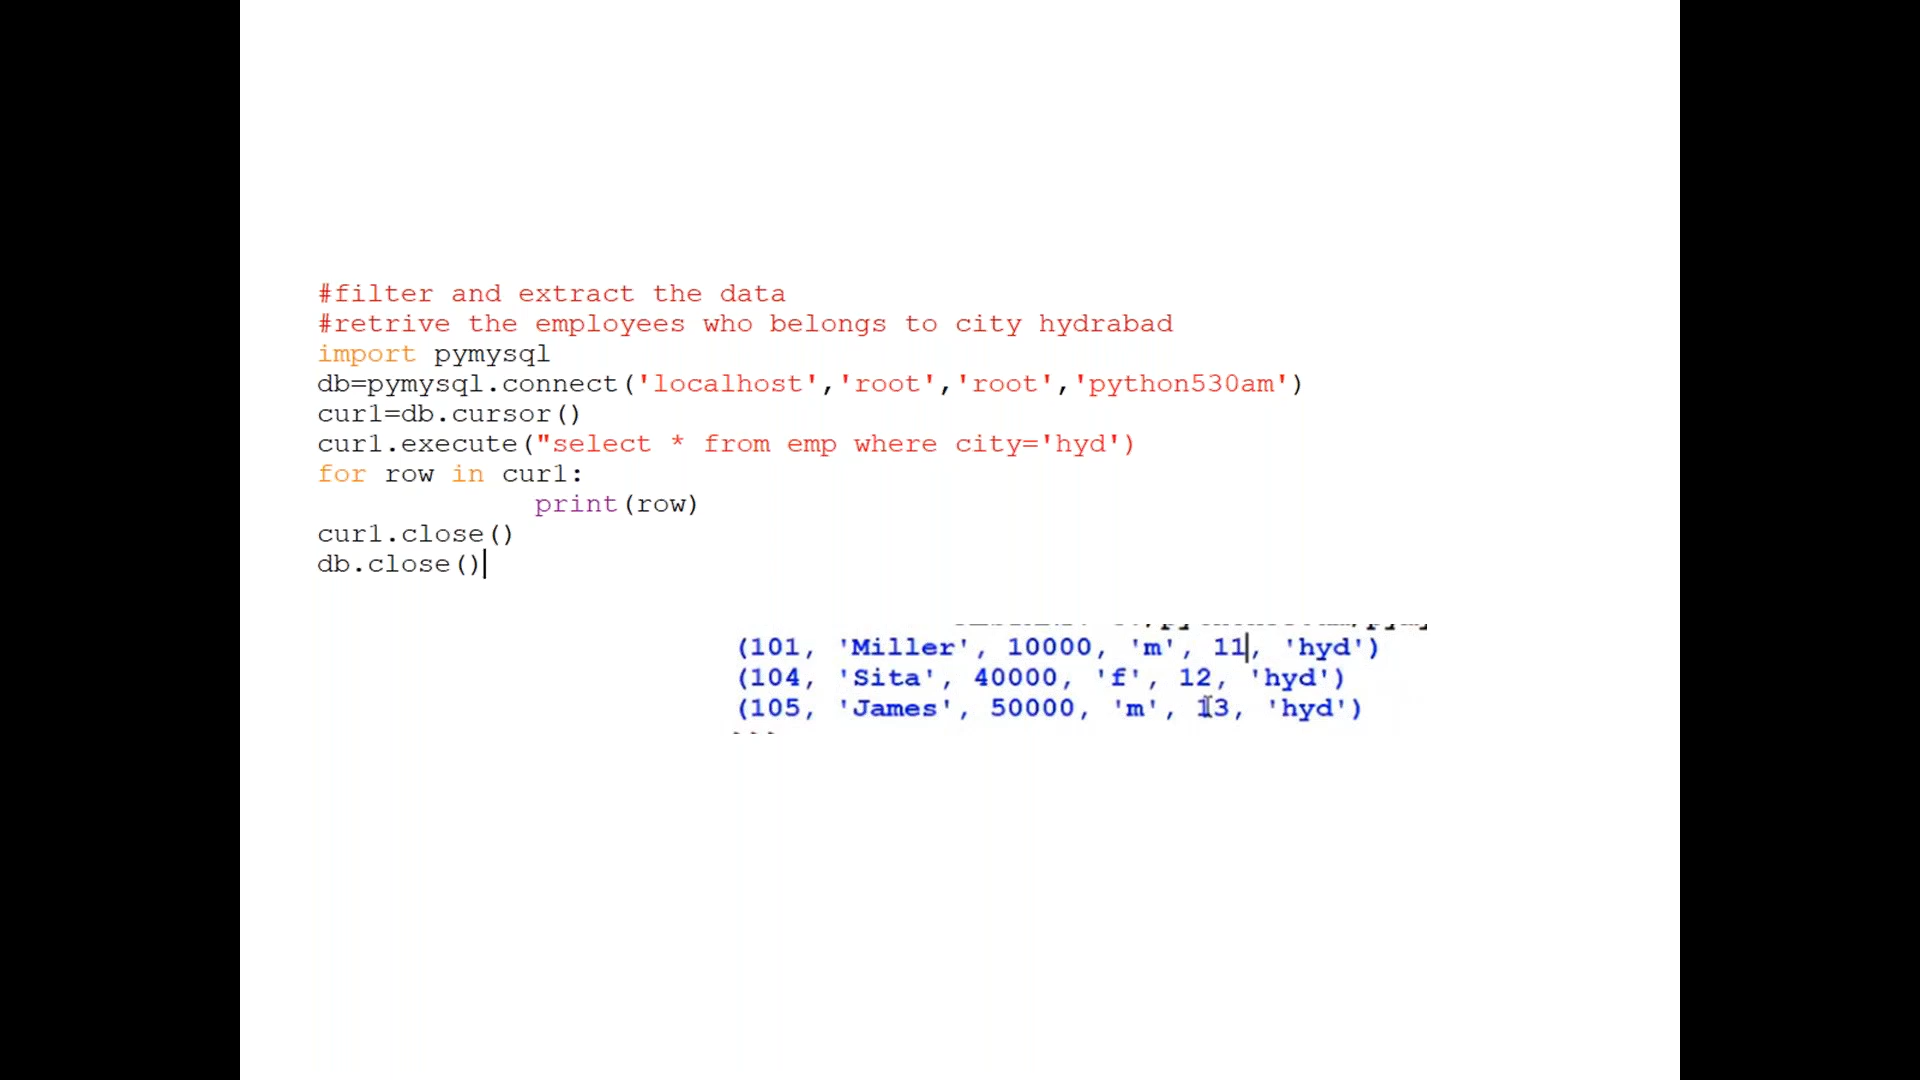 #filter and extract the data
#retrive the employees who belongs to city hydrabad
import pymysql
db=pymysql.connect('localhost','root','root','python530am')
cur1=db.cursor()
cur1.execute("select * from emp where city='hyd')
for row in cur1:
print(row)
cur1.close()
db.close()
(101, 'Miller', 10000, 'm', 11, 'hyd')
(104, 'Sita', 40000, 'f', 12, 'hyd')
(105, 'James', 50000, 'm', 13, 'hyd')